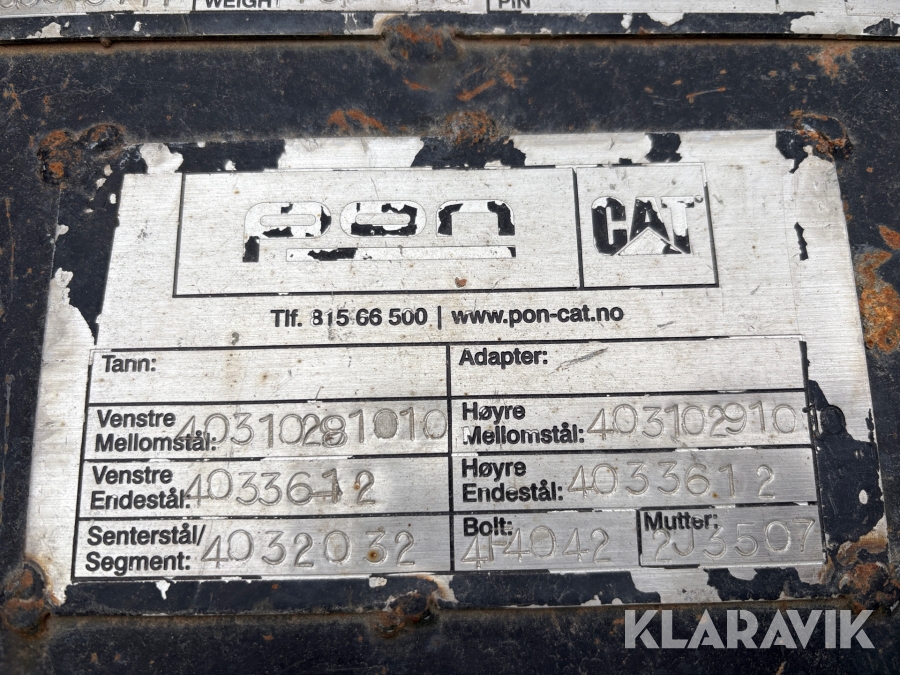 WEIGH
PIN
pon
CAT
Tlf. 815 66 500 | www.pon-cat.no
Tann:
Adapter:
Venstre Mellomstål: 40310281010
Høyre Mellomstål: 403102910
Venstre Endestål: 4033612
Høyre Endestål: 4033612
Senterstål/ Segment: 4032032
Bolt: 4F4042
Mutter: 2J3507
KLARAVIK